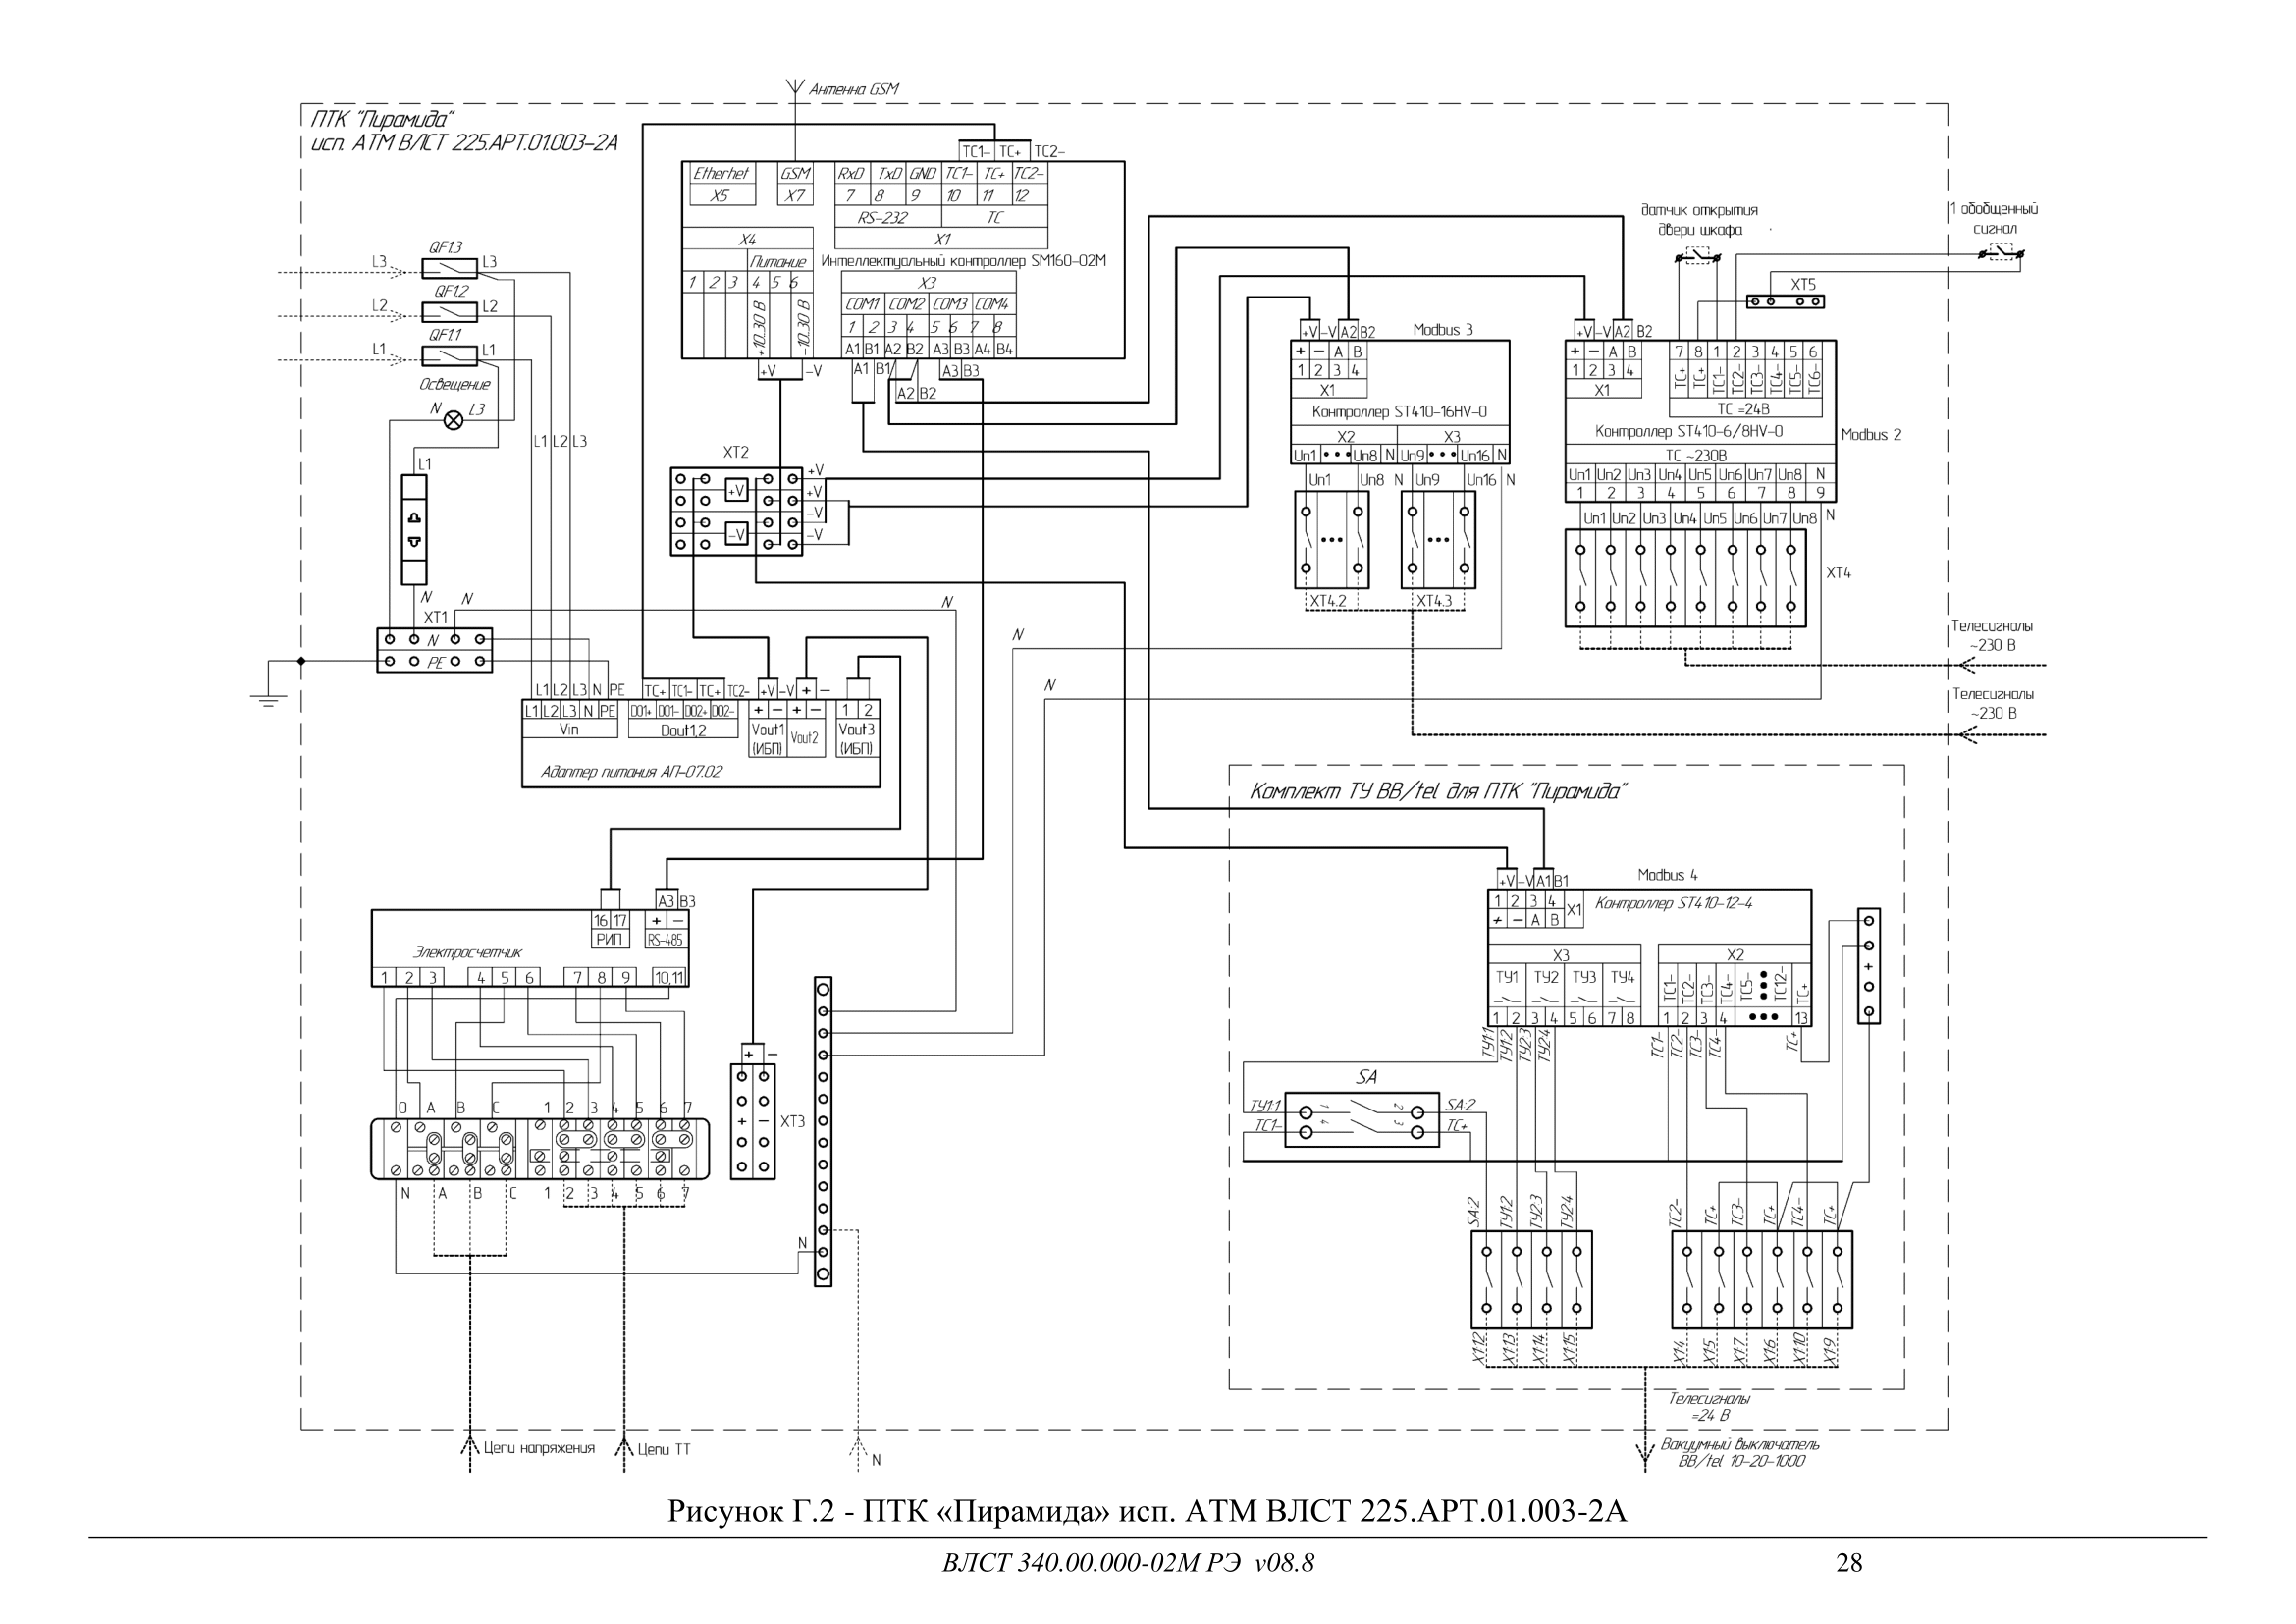 Антенна GSM
ПТК "Пирамида"
исп. АТМ ВЛСТ 225.АРТ.01.003-2А
TC1- TC+ TC2-
Etherhet GSM RxD TxD GND TC1- TC+ TC2-
X5 X7 7 8 9 10 11 12
RS-232 TC
X4 X1
Питание Интеллектуальный контроллер SM160-02M
1 2 3 4 5 6 X3
COM1 COM2 COM3 COM4
+10..30 В -10..30 В
1 2 3 4 5 6 7 8
A1 B1 A2 B2 A3 B3 A4 B4
+V -V A1 B1 A3 B3
A2 B2
QF1.3
L3 L3
QF1.2
L2 L2
QF1.1
L1 L1
Освещение
N L3
L1 L2 L3
L1
N N N
XT1
N
PE
XT2
+V +V
+V
-V -V
-V
датчик открытия
двери шкафа
1 обобщенный
сигнал
XT5
+V -V A2 B2 Modbus 3
+ - A B
1 2 3 4
X1
Контроллер ST410-16HV-0
X2 X3
Un1 ••• Un8 N Un9 ••• Un16 N
Un1 Un8 N Un9 Un16 N
XT4.2 XT4.3
+V -V A2 B2
+ - A B 7 8 1 2 3 4 5 6
1 2 3 4 TC+ TC+ TC1- TC2- TC3- TC4- TC5- TC6-
X1 TC =24В
Контроллер ST410-6/8HV-0 Modbus 2
TC ~230В
Un1 Un2 Un3 Un4 Un5 Un6 Un7 Un8 N
1 2 3 4 5 6 7 8 9
Un1 Un2 Un3 Un4 Un5 Un6 Un7 Un8 N
XT4
Телесигналы
~230 В
Телесигналы
~230 В
N
N
L1 L2 L3 N PE TC+ TC1- TC+ TC2- +V -V + -
L1 L2 L3 N PE DO1+ DO1- DO2+ DO2- + - + - 1 2
Vin Dout1,2 Vout1 (ИБП) Vout2 Vout3 (ИБП)
Адаптер питания АП-07.02
A3 B3
16 17 + -
РИП RS-485
Электросчетчик
1 2 3 4 5 6 7 8 9 10,11
0 A B C 1 2 3 4 5 6 7
N A B C 1 2 3 4 5 6 7
+ -
+ - XT3
N
Комплект ТУ BB/tel для ПТК "Пирамида"
+V -V A1 B1 Modbus 4
1 2 3 4 X1 Контроллер ST410-12-4
+ - A B
X3 X2
ТУ1 ТУ2 ТУ3 ТУ4 TC1- TC2- TC3- TC4- TC5- ••• TC12- TC+
1 2 3 4 5 6 7 8 1 2 3 4 ••• 13
ТУ1.1 ТУ1.2 ТУ2.3 ТУ2.4 TC1- TC2- TC3- TC4- TC+
+
SA
ТУ1.1 1 2 SA:2
TC1- 4 3 TC+
SA:2 ТУ1.2 ТУ2.3 ТУ2.4 TC2- TC+ TC3- TC+ TC4- TC+
X1.12 X1.13 X1.14 X1.15 X1.4 X1.5 X1.7 X1.6 X1.10 X1.9
Телесигналы
=24 В
Цепи напряжения Цепи ТТ N
Вакуумный выключатель
BB/tel 10-20-1000
Рисунок Г.2 - ПТК «Пирамида» исп. АТМ ВЛСТ 225.АРТ.01.003-2А
ВЛСТ 340.00.000-02М РЭ v08.8 28